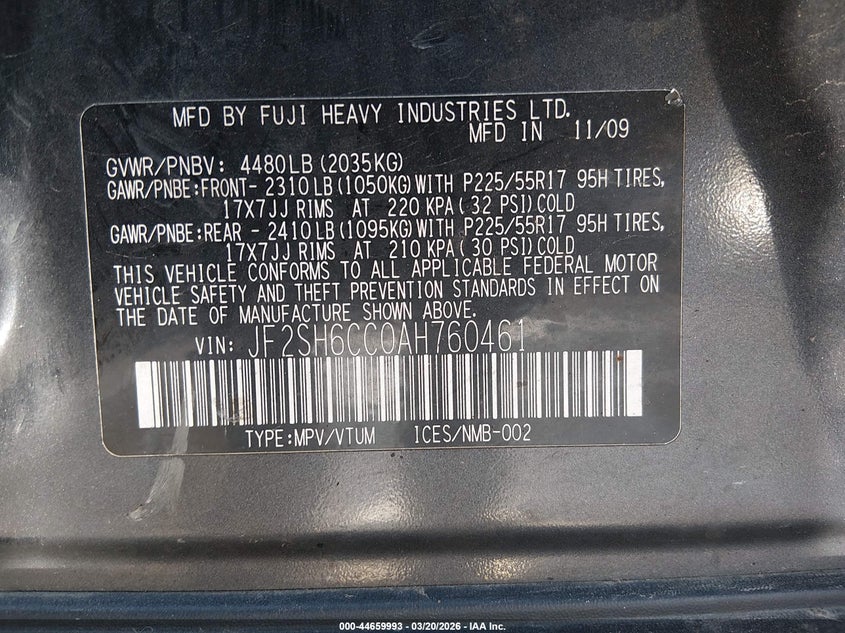 MFD BY FUJI HEAVY INDUSTRIES LTD.
MFD IN 11/09
GVWR/PNBV: 4480LB (2035KG)
GAWR/PNBE:FRONT- 2310 LB (1050KG) WITH P225/55R17 95H TIRES,
17X7JJ RIMS AT 220 KPA ( 32 PSI) COLD
GAWR/PNBE:REAR - 2410 LB (1095KG) WITH P225/55R17 95H TIRES,
17X7JJ RIMS AT 210 KPA ( 30 PSI) COLD
THIS VEHICLE CONFORMS TO ALL APPLICABLE FEDERAL MOTOR
VEHICLE SAFETY AND THEFT PREVENTION STANDARDS IN EFFECT ON
THE DATE OF MANUFACTURE SHOWN ABOVE.
VIN: JF2SH6CC0AH760461
TYPE:MPV/VTUM ICES/NMB-002
000-44659993 - 03/20/2026 - IAA Inc.